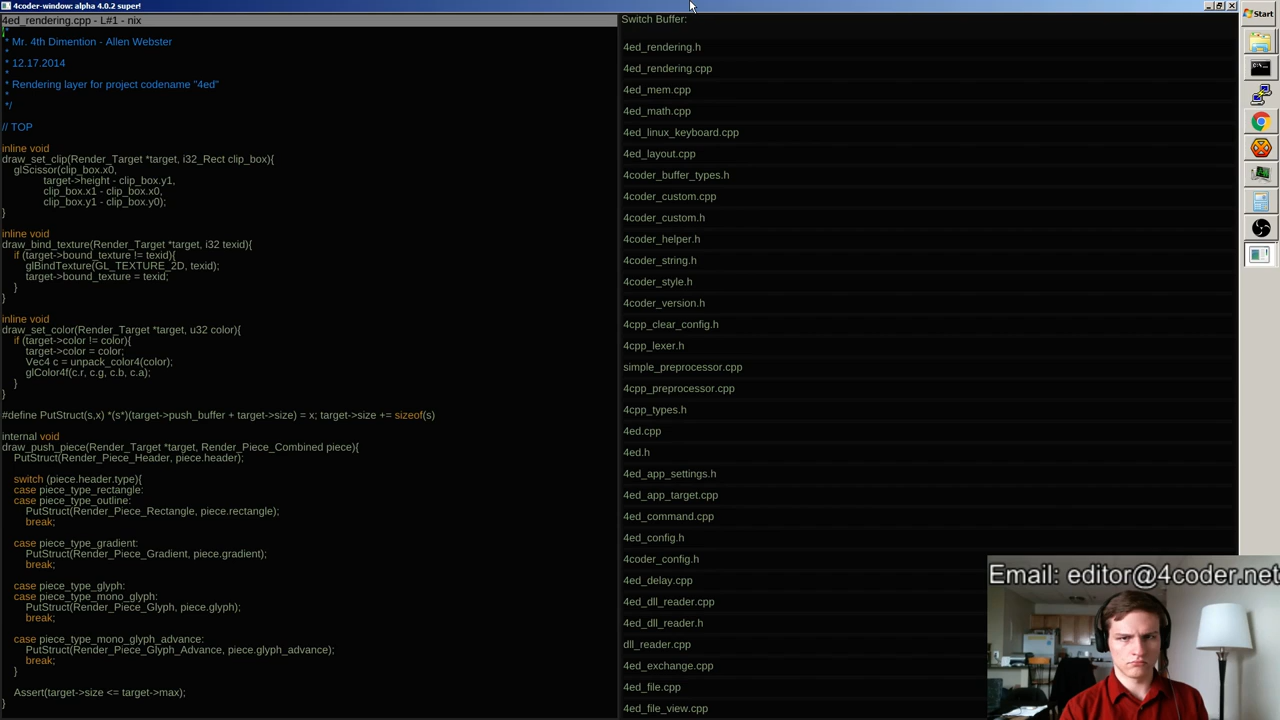 4coder-window: alpha 4.0.2 super!
4ed_rendering.cpp - L#1 - nix
/*
* Mr. 4th Dimention - Allen Webster
*
* 12.17.2014
*
* Rendering layer for project codename "4ed"
*
*/
// TOP
inline void
draw_set_clip(Render_Target *target, i32_Rect clip_box){
glScissor(clip_box.x0,
target->height - clip_box.y1,
clip_box.x1 - clip_box.x0,
clip_box.y1 - clip_box.y0);
}
inline void
draw_bind_texture(Render_Target *target, i32 texid){
if (target->bound_texture != texid){
glBindTexture(GL_TEXTURE_2D, texid);
target->bound_texture = texid;
}
}
inline void
draw_set_color(Render_Target *target, u32 color){
if (target->color != color){
target->color = color;
Vec4 c = unpack_color4(color);
glColor4f(c.r, c.g, c.b, c.a);
}
}
#define PutStruct(s,x) *(s*)(target->push_buffer + target->size) = x; target->size += sizeof(s)
internal void
draw_push_piece(Render_Target *target, Render_Piece_Combined piece){
PutStruct(Render_Piece_Header, piece.header);
switch (piece.header.type){
case piece_type_rectangle:
case piece_type_outline:
PutStruct(Render_Piece_Rectangle, piece.rectangle);
break;
case piece_type_gradient:
PutStruct(Render_Piece_Gradient, piece.gradient);
break;
case piece_type_glyph:
case piece_type_mono_glyph:
PutStruct(Render_Piece_Glyph, piece.glyph);
break;
case piece_type_mono_glyph_advance:
PutStruct(Render_Piece_Glyph_Advance, piece.glyph_advance);
break;
}
Assert(target->size <= target->max);
}
Switch Buffer:
4ed_rendering.h
4ed_rendering.cpp
4ed_mem.cpp
4ed_math.cpp
4ed_linux_keyboard.cpp
4ed_layout.cpp
4coder_buffer_types.h
4coder_custom.cpp
4coder_custom.h
4coder_helper.h
4coder_string.h
4coder_style.h
4coder_version.h
4cpp_clear_config.h
4cpp_lexer.h
simple_preprocessor.cpp
4cpp_preprocessor.cpp
4cpp_types.h
4ed.cpp
4ed.h
4ed_app_settings.h
4ed_app_target.cpp
4ed_command.cpp
4ed_config.h
4coder_config.h
4ed_delay.cpp
4ed_dll_reader.cpp
4ed_dll_reader.h
dll_reader.cpp
4ed_exchange.cpp
4ed_file.cpp
4ed_file_view.cpp
Start
Email: editor@4coder.net